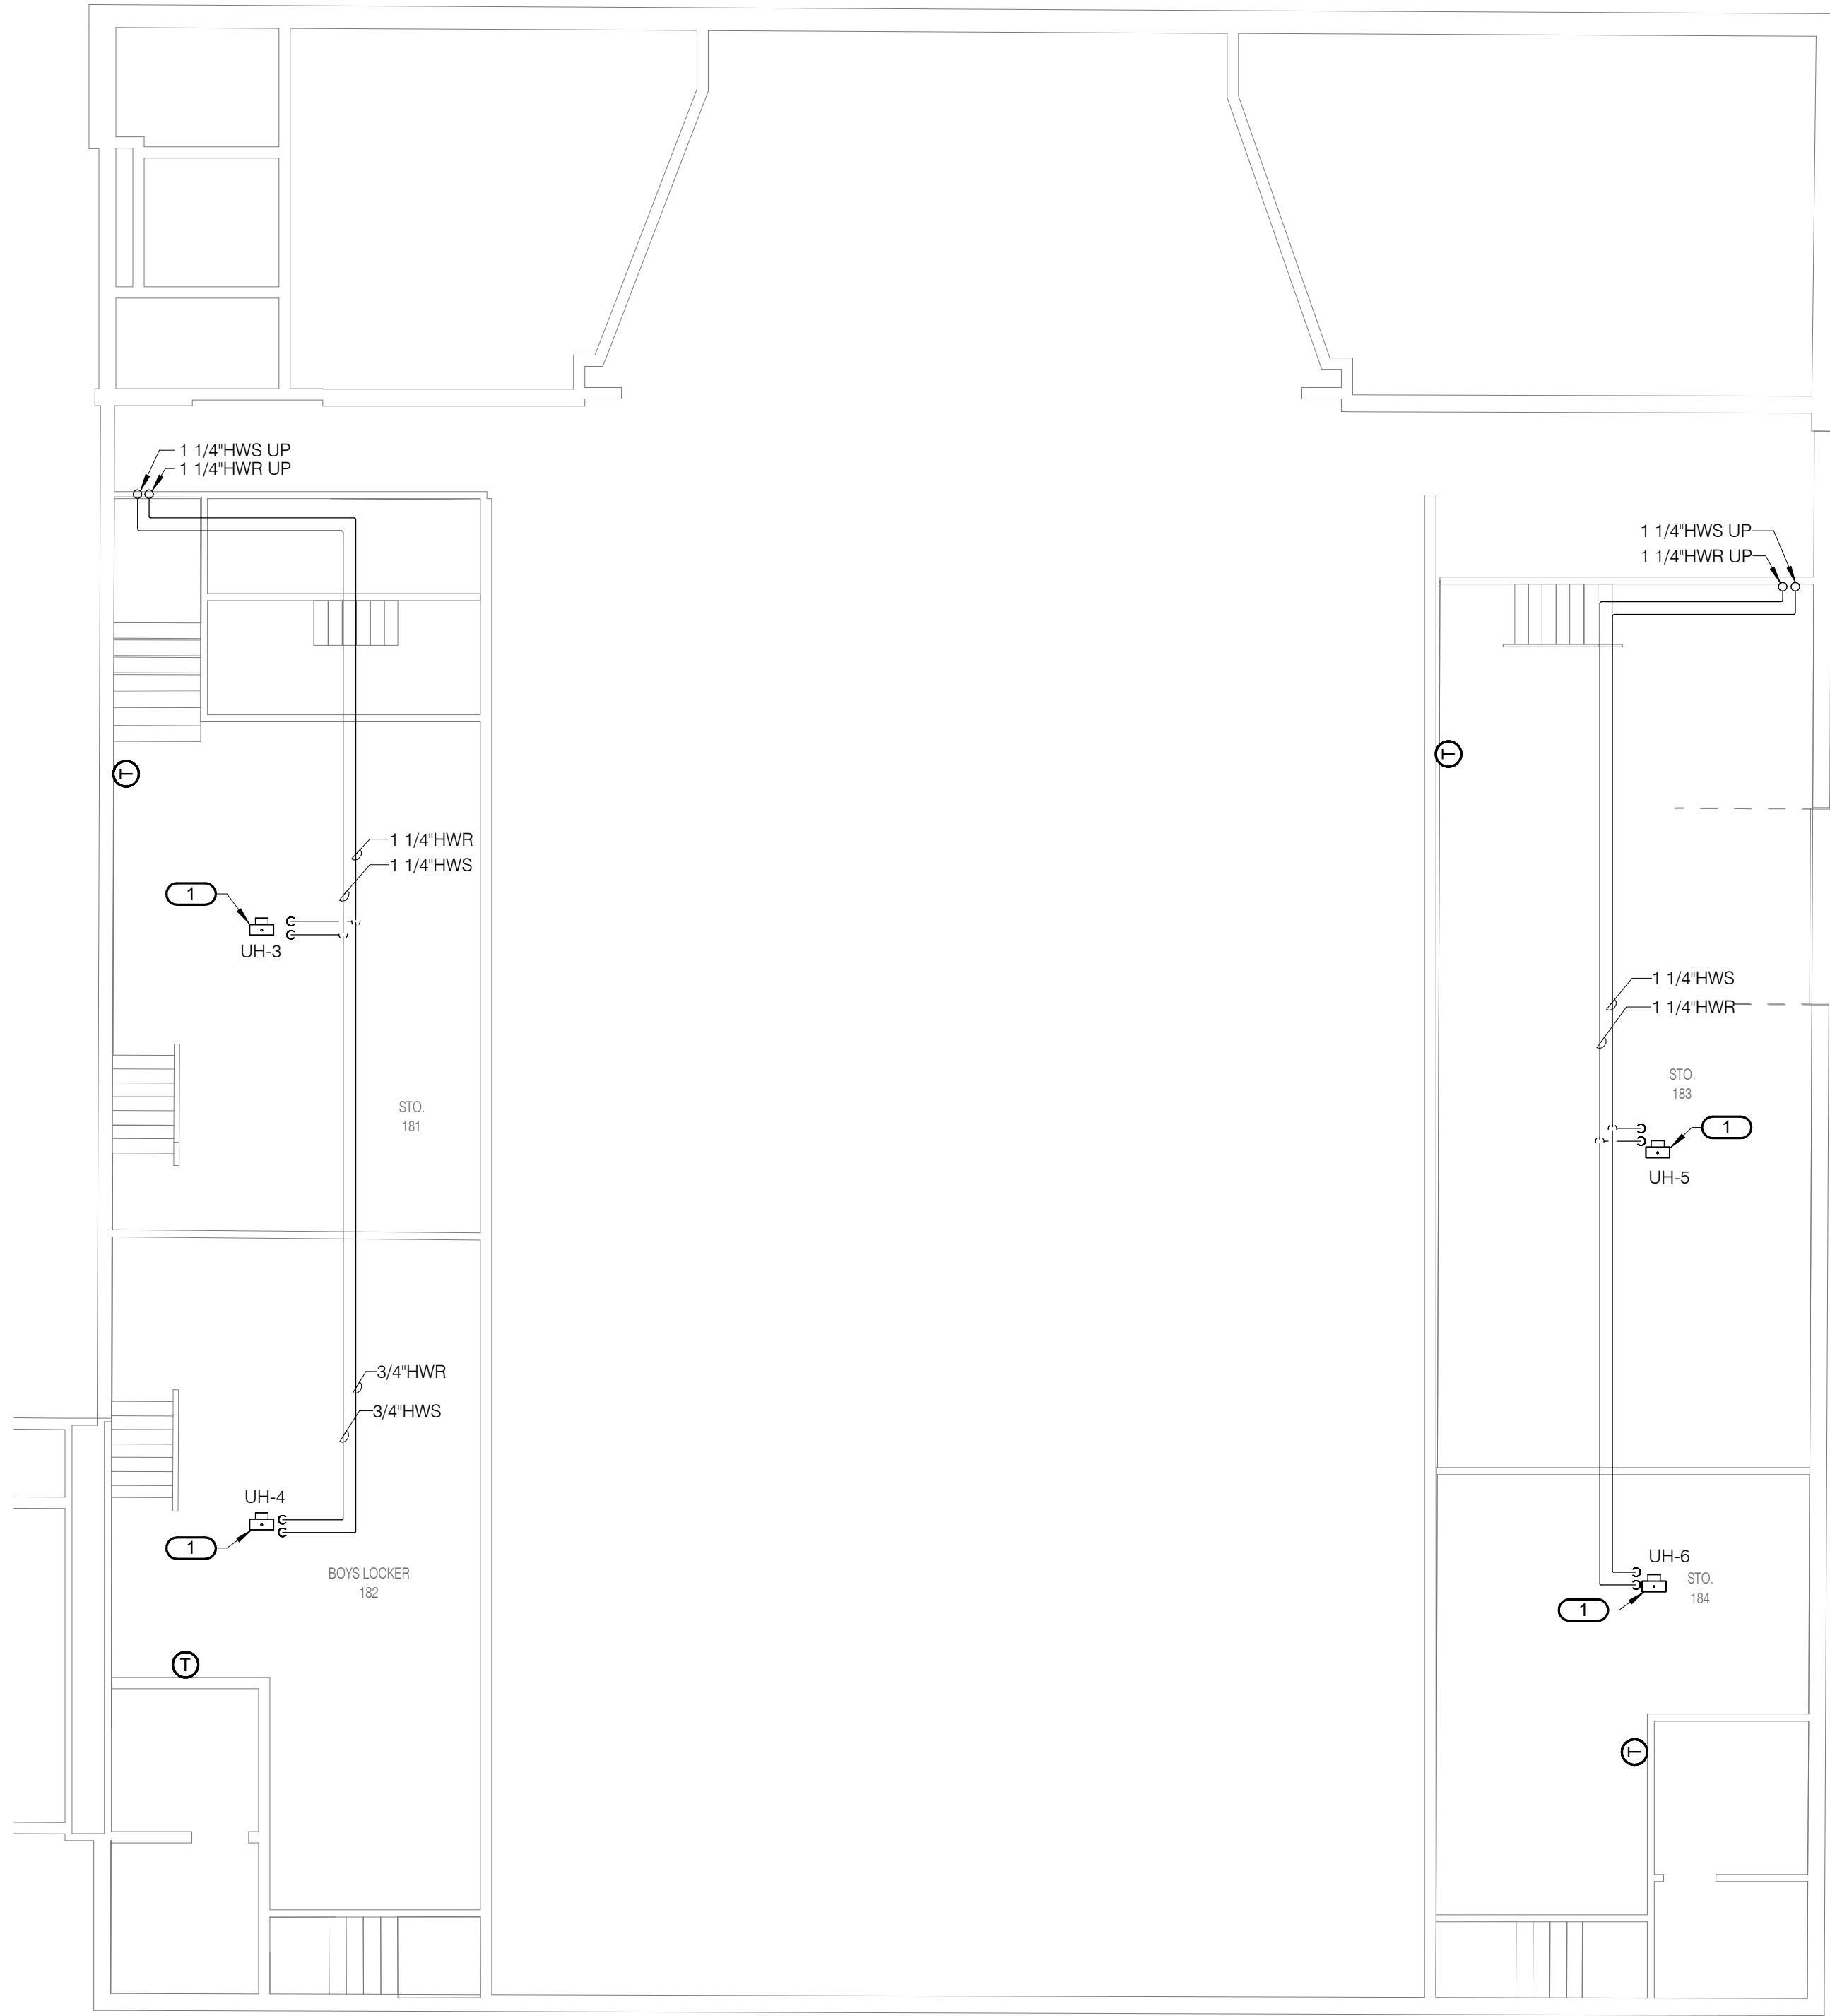 1 1/4"HWS UP
1 1/4"HWR UP
1 1/4"HWS UP
1 1/4"HWR UP
T
T
1 1/4"HWR
1 1/4"HWS
1
UH-3
1 1/4"HWS
1 1/4"HWR
STO.
183
STO.
181
1
UH-5
3/4"HWR
3/4"HWS
UH-4
1
BOYS LOCKER
182
UH-6
STO.
184
1
T
T